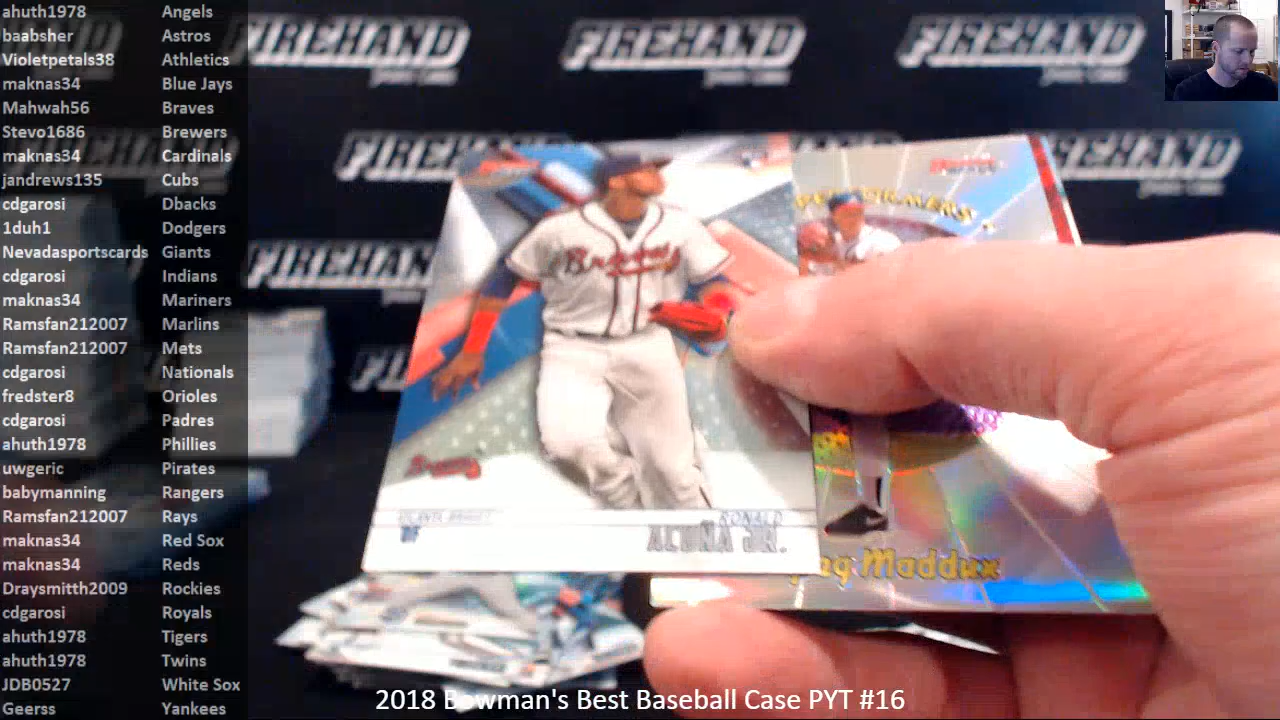 ahuth1978 Angels
baabsher Astros
Violetpetals38 Athletics
maknas34 Blue Jays
Mahwah56 Braves
Stevo1686 Brewers
maknas34 Cardinals
jandrews135 Cubs
cdgarosi Dbacks
1duh1 Dodgers
Nevadasportscards Giants
cdgarosi Indians
maknas34 Mariners
Ramsfan212007 Marlins
Ramsfan212007 Mets
cdgarosi Nationals
fredster8 Orioles
cdgarosi Padres
ahuth1978 Phillies
uwgeric Pirates
babymanning Rangers
Ramsfan212007 Rays
maknas34 Red Sox
maknas34 Reds
Draysmitth2009 Rockies
cdgarosi Royals
ahuth1978 Tigers
ahuth1978 Twins
JDB0527 White Sox
Geerss Yankees
FIREHAND FIREHAND FIREHAND
FIREHAND
FIREHAND
PERFORMERS
Braves
RONALD
ACUÑA JR.
Maddux
2018 Bowman's Best Baseball Case PYT #16